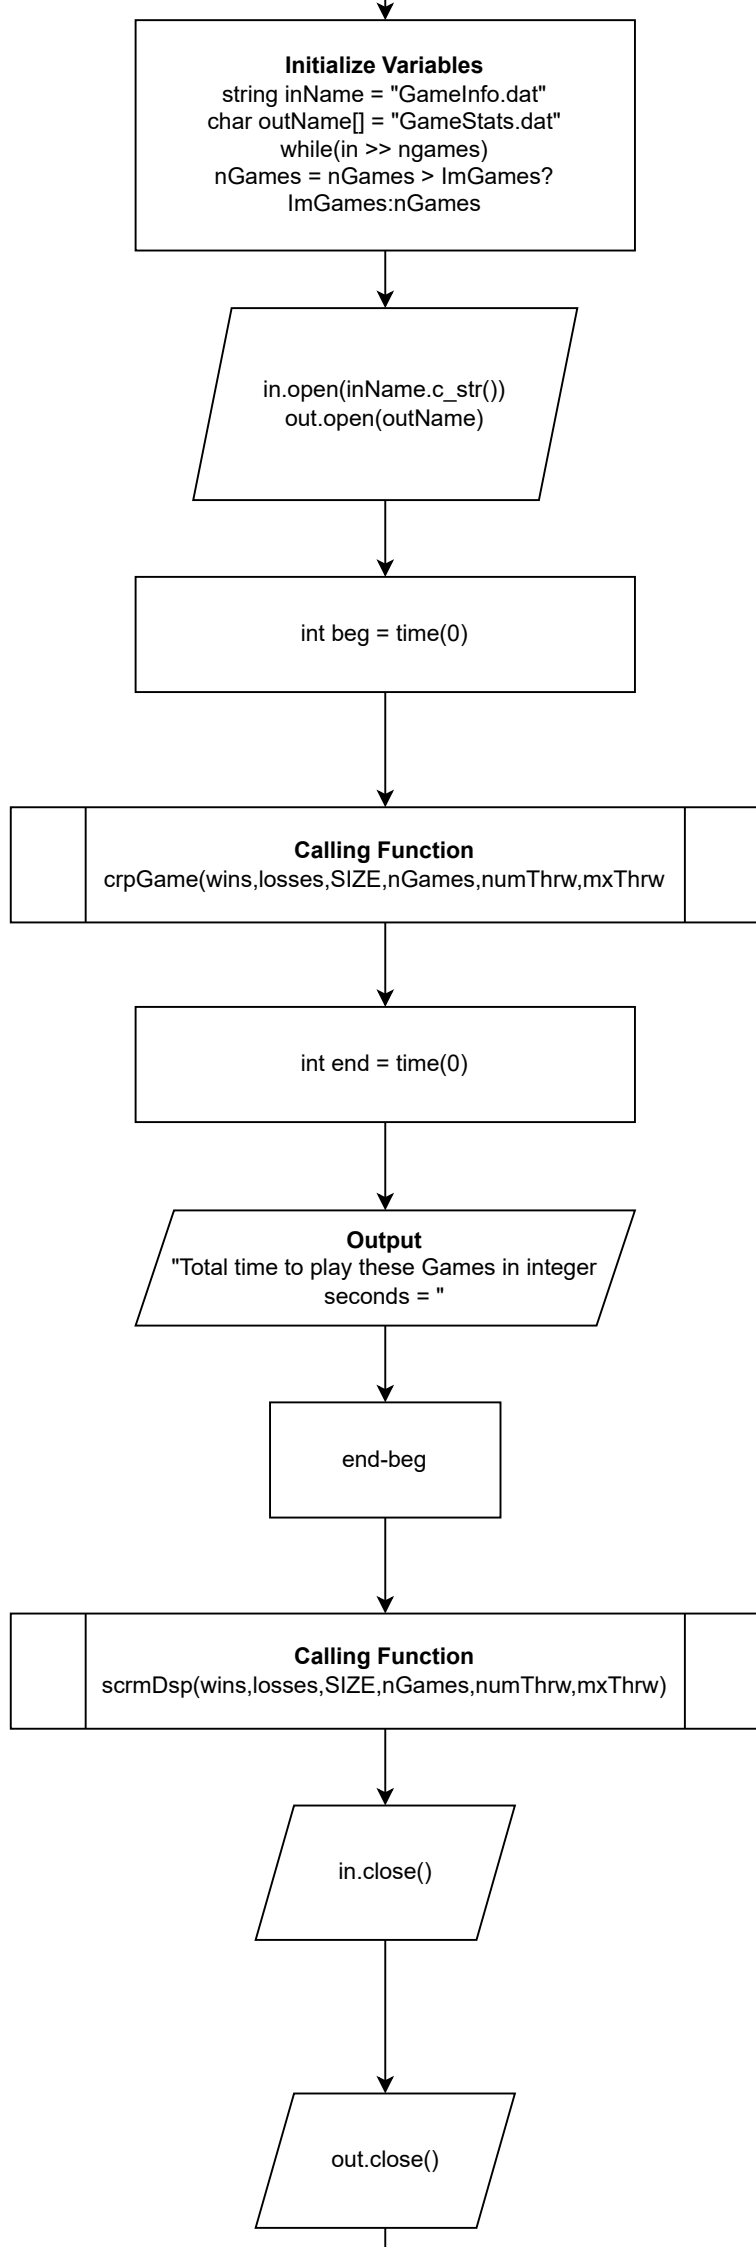 Initialize Variables
string inName = "GameInfo.dat"
char outName[] = "GameStats.dat"
while(in >> ngames)
nGames = nGames > lmGames?
lmGames:nGames
in.open(inName.c_str())
out.open(outName)
int beg = time(0)
Calling Function
crpGame(wins,losses,SIZE,nGames,numThrw,mxThrw
int end = time(0)
Output
"Total time to play these Games in integer
seconds = "
end-beg
Calling Function
scrmDsp(wins,losses,SIZE,nGames,numThrw,mxThrw)
in.close()
out.close()